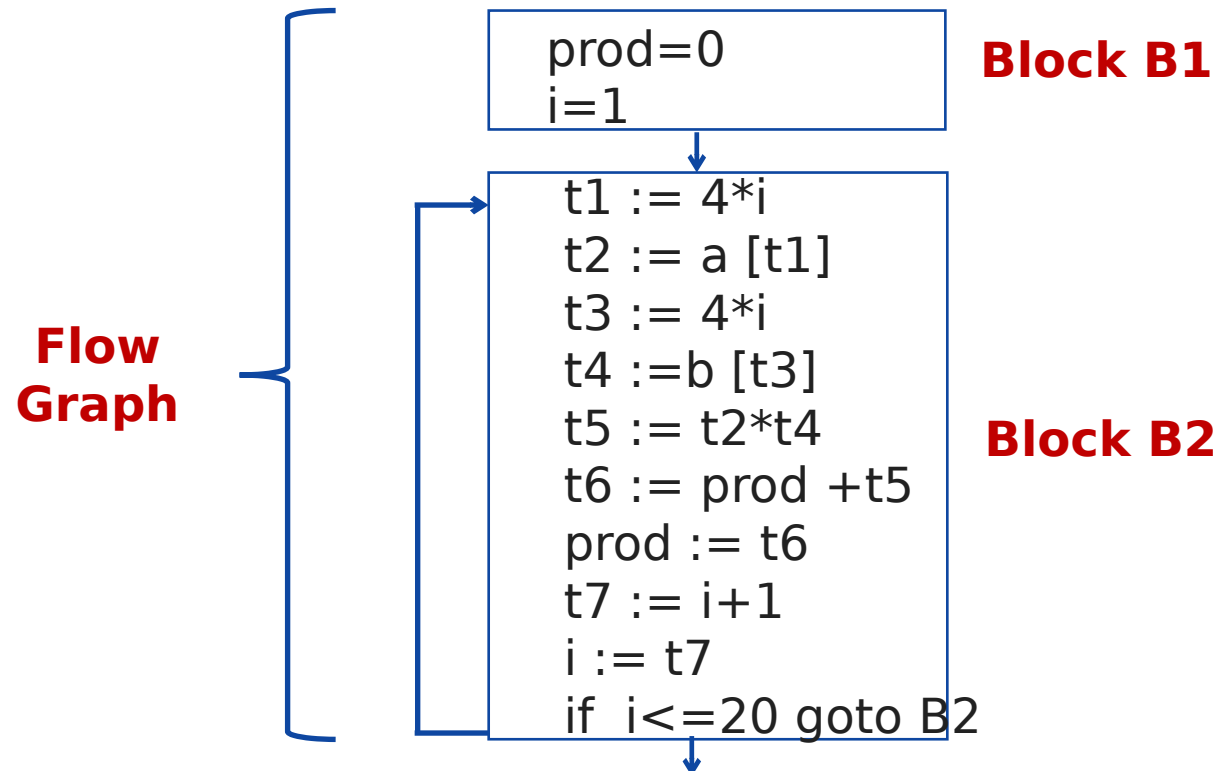 prod=0
i=1
Block B1
t1 := 4*i
t2 := a [t1]
t3 := 4*i
t4 :=b [t3]
t5 := t2*t4
t6 := prod +t5
prod := t6
t7 := i+1
i := t7
if  i<=20 goto B2
Flow
Graph
Block B2